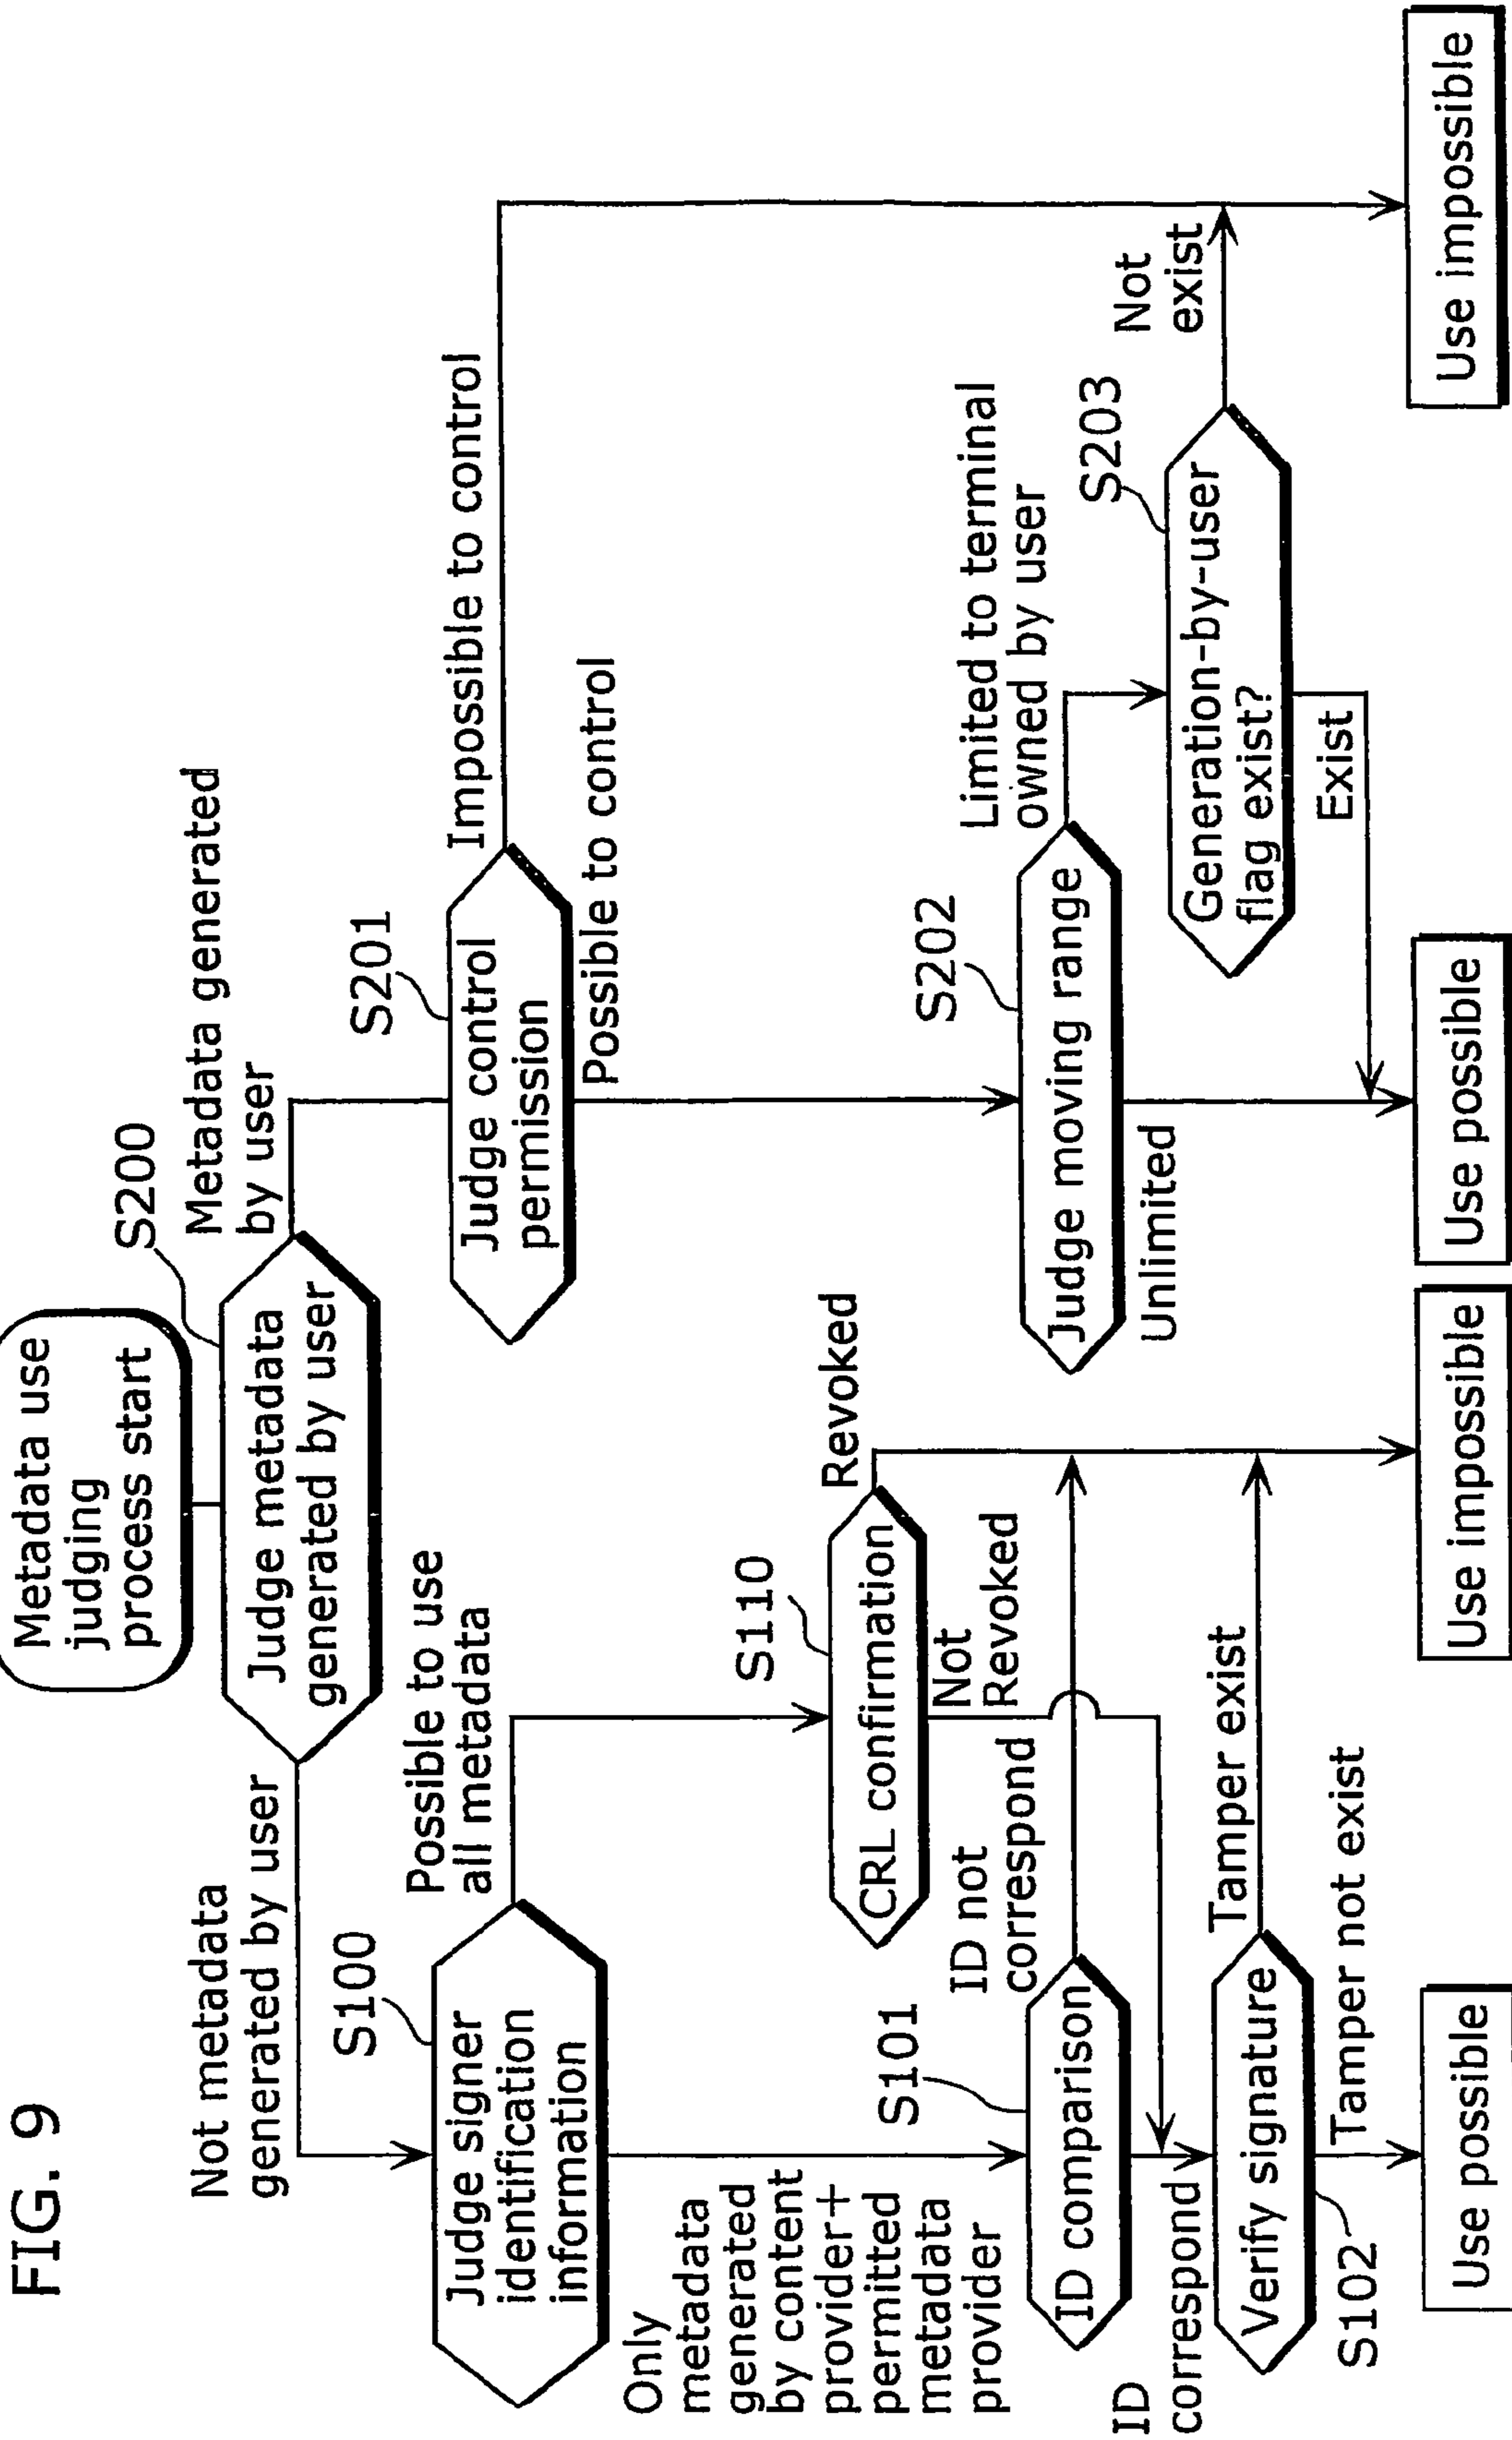 FIG. 9
Metadata use
judging
process start
S200
Judge metadata
generated by user
Not metadata
generated by user
Metadata generated
by user
S100
Judge signer
identification
information
Possible to use
all metadata
S201
Judge control
permission
Impossible to control
Possible to control
Only
metadata
generated
by content
provider+
permitted
metadata
provider
S110
CRL confirmation
Revoked
Not
Revoked
S101
ID comparison
ID not
correspond
ID
correspond
S202
Judge moving range
Limited to terminal
owned by user
Unlimited
S203
Generation-by-user
flag exist?
Not
exist
Exist
Verify signature
S102
Tamper exist
Tamper not exist
Use possible
Use impossible
Use possible
Use impossible